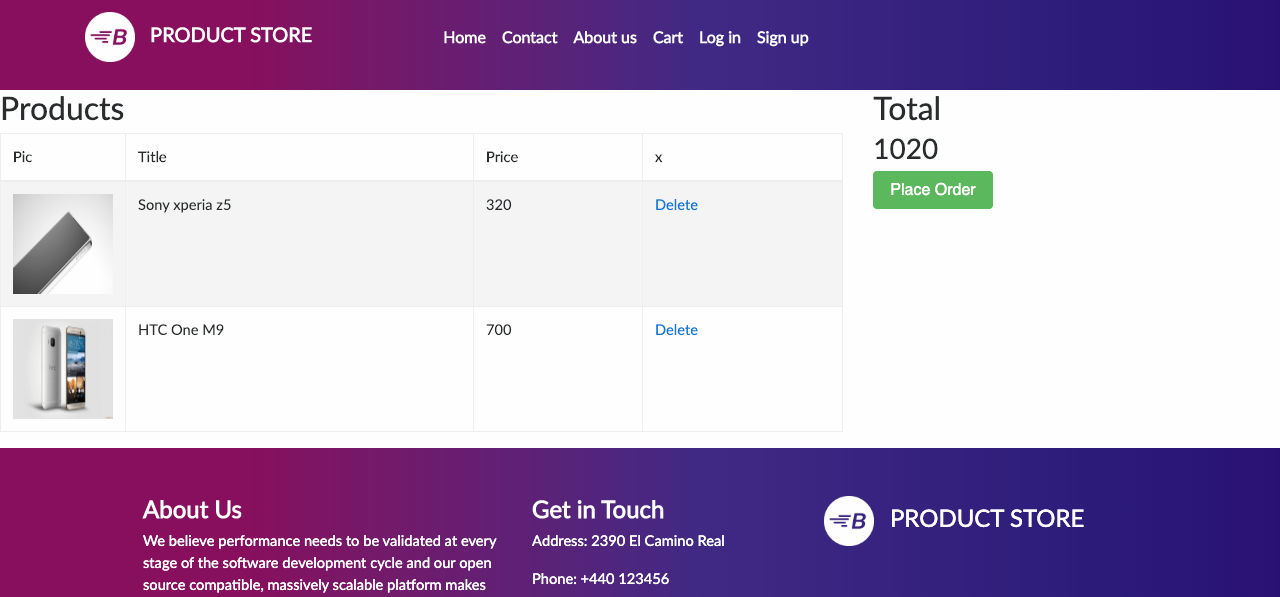 B PRODUCT STORE
Home Contact About us Cart Log in Sign up
Products
Pic Title Price x
Sony xperia z5 320 Delete
HTC One M9 700 Delete
Total
1020
Place Order
About Us
We believe performance needs to be validated at every
stage of the software development cycle and our open
source compatible, massively scalable platform makes
Get in Touch
Address: 2390 El Camino Real
Phone: +440 123456
B PRODUCT STORE